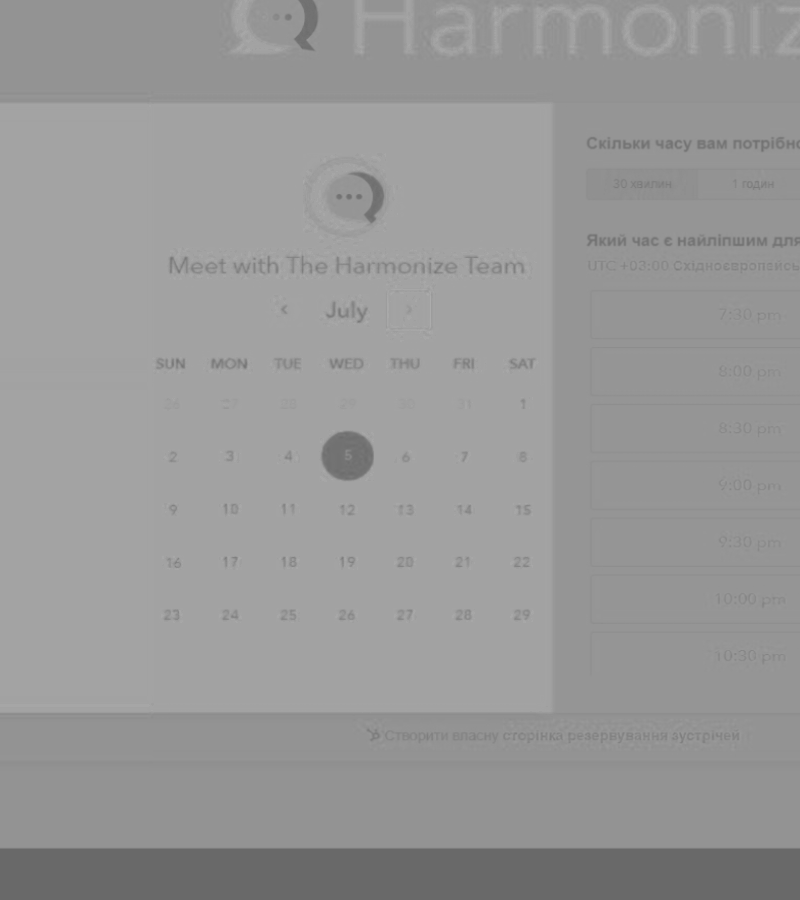 Harmoniz
Meet with The Harmonize Team
‹ July ›
SUN MON TUE WED THU FRI SAT
26 27 28 29 30 31 1
2 3 4 5 6 7 8
9 10 11 12 13 14 15
16 17 18 19 20 21 22
23 24 25 26 27 28 29
Скільки часу вам потрібно
30 хвилин 1 годин
Який час є найліпшим для
UTC +03:00 Східноєвропейсь
7:30 pm
8:00 pm
8:30 pm
9:00 pm
9:30 pm
10:00 pm
10:30 pm
Створити власну сторінка резервування зустрічей